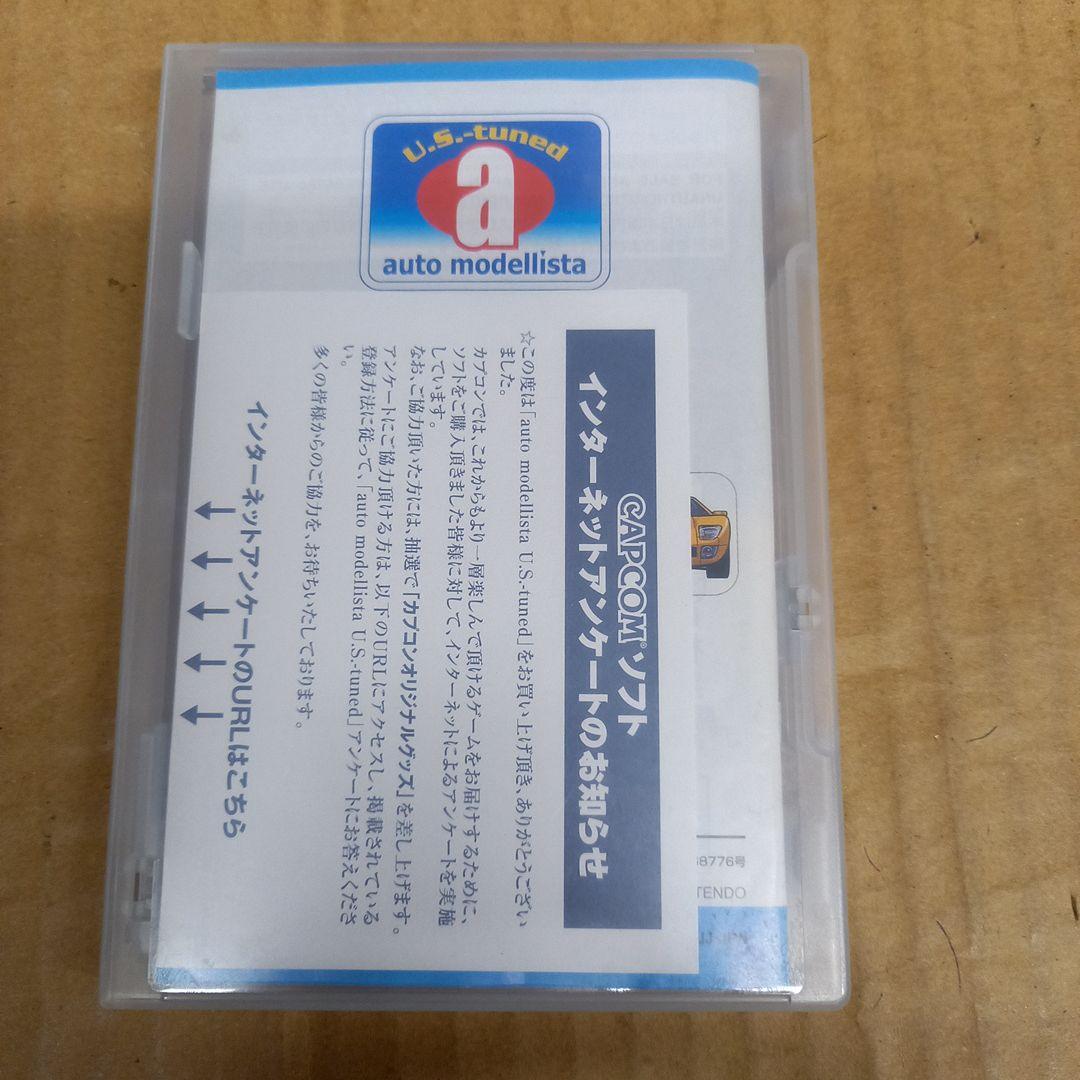 U.S.-tuned
a
auto modellista
CAPCOM®ソフト
インターネットアンケートのお知らせ
☆この度は「auto modellista U.S.-tuned」をお買い上げ頂き、ありがとうござい
ました。
カプコンでは、これからもより一層楽しんで頂けるゲームをお届けするために、
ソフトをご購入頂きました皆様に対して、インターネットによるアンケートを実施
しています。
なお、ご協力頂いた方には、抽選で「カプコンオリジナルグッズ」を差し上げます。
アンケートにご協力頂ける方は、以下のURLにアクセスし、掲載されている
登録方法に従って、「auto modellista U.S.-tuned」アンケートにお答えくださ
い。
多くの皆様からのご協力を、お待ちいたしております。
インターネットアンケートのURLはこちら
8776号
TENDO